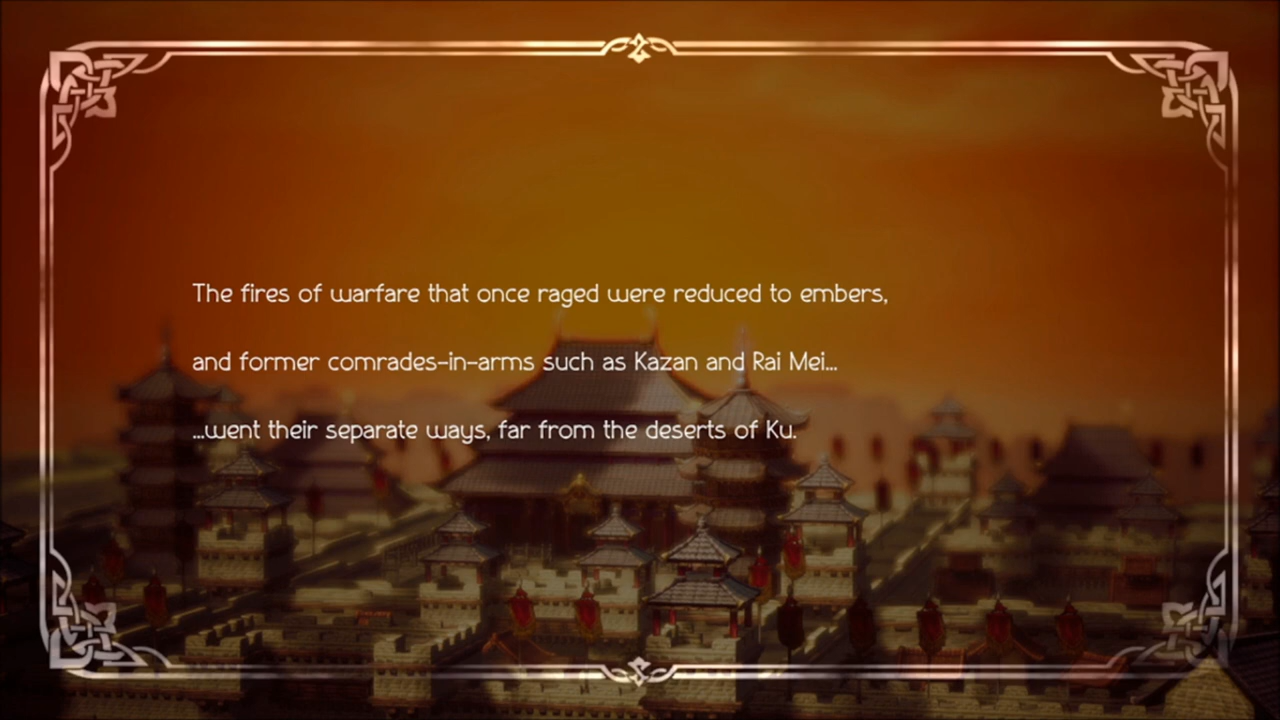 The fires of warfare that once raged were reduced to embers,
and former comrades-in-arms such as Kazan and Rai Mei...
...went their separate ways, far from the deserts of Ku.